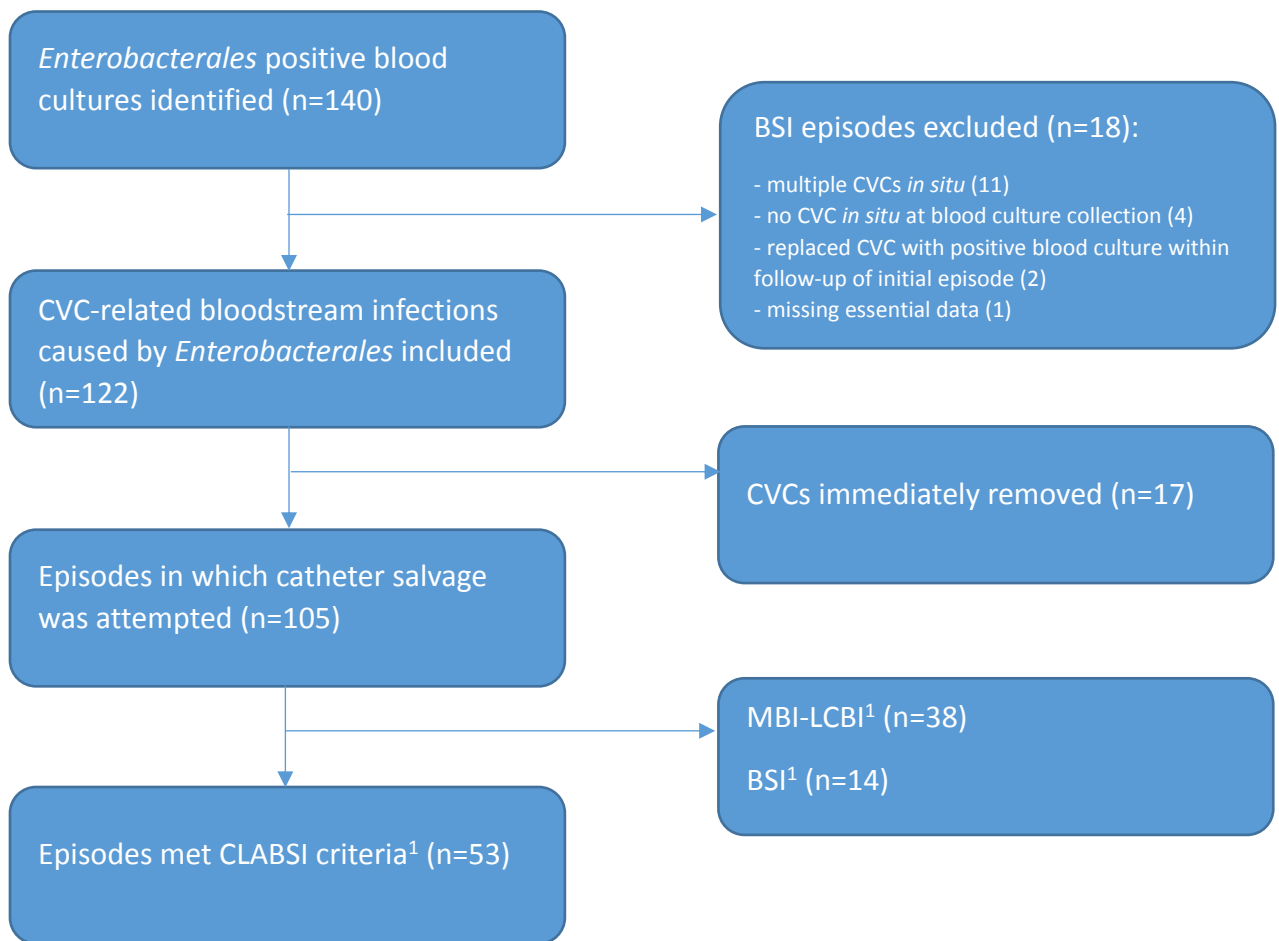 Enterobacterales positive blood
cultures identified (n=140)
BSI episodes excluded (n=18):
- multiple CVCs in situ (11)
- no CVC in situ at blood culture collection (4)
- replaced CVC with positive blood culture within
follow-up of initial episode (2)
- missing essential data (1)
CVC-related bloodstream infections
caused by Enterobacterales included
(n=122)
CVCs immediately removed (n=17)
Episodes in which catheter salvage
was attempted (n=105)
MBI-LCBI¹ (n=38)
BSI¹ (n=14)
Episodes met CLABSI criteria¹ (n=53)